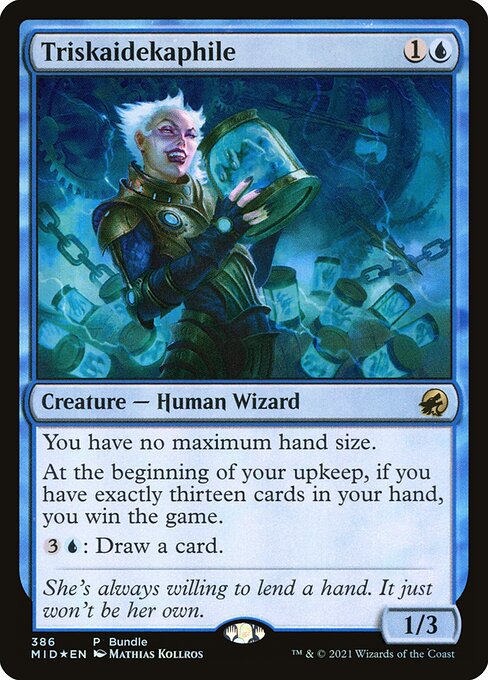 Triskaidekaphile 1
Creature — Human Wizard
You have no maximum hand size.
At the beginning of your upkeep, if you
have exactly thirteen cards in your hand,
you win the game.
3 : Draw a card.
She's always willing to lend a hand. It just
won't be her own.
1/3
386 P Bundle
MID★EN Mathias Kollros
™ & © 2021 Wizards of the Coast